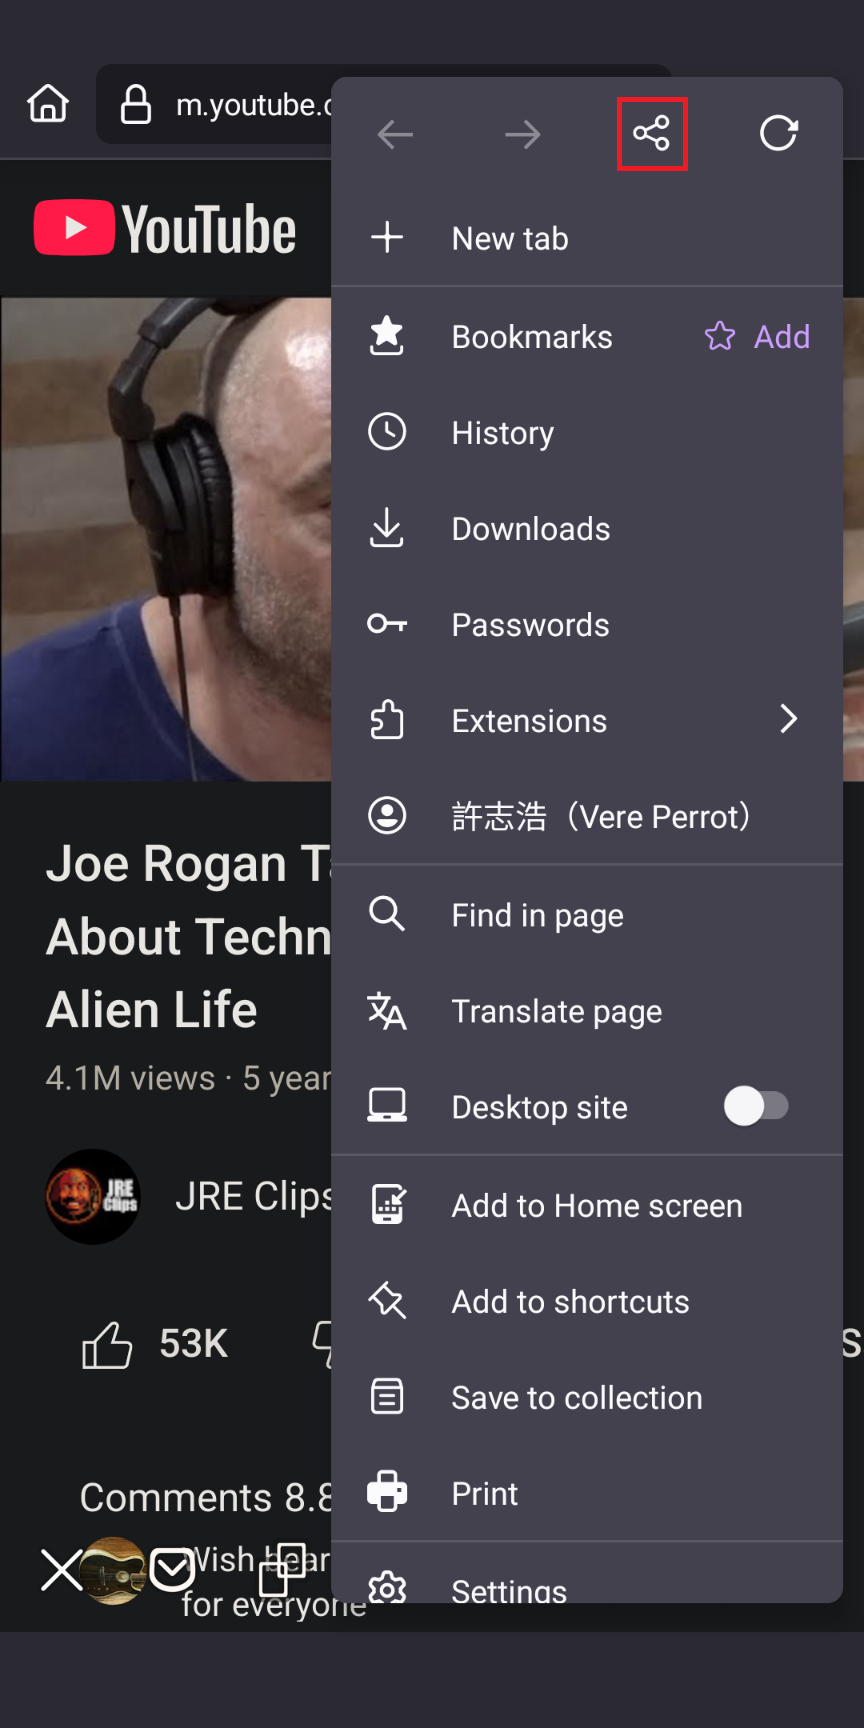 m.youtube.
YouTube
New tab
Bookmarks
Add
History
Downloads
Passwords
Extensions
許志浩（Vere Perrot）
Find in page
Translate page
Desktop site
Add to Home screen
Add to shortcuts
Save to collection
Print
Settings
Joe Rogan
About Techn
Alien Life
4.1M views · 5 year
JRE Clips
JRE Clips
53K
S
Comments 8.8
Wish bear
for everyone